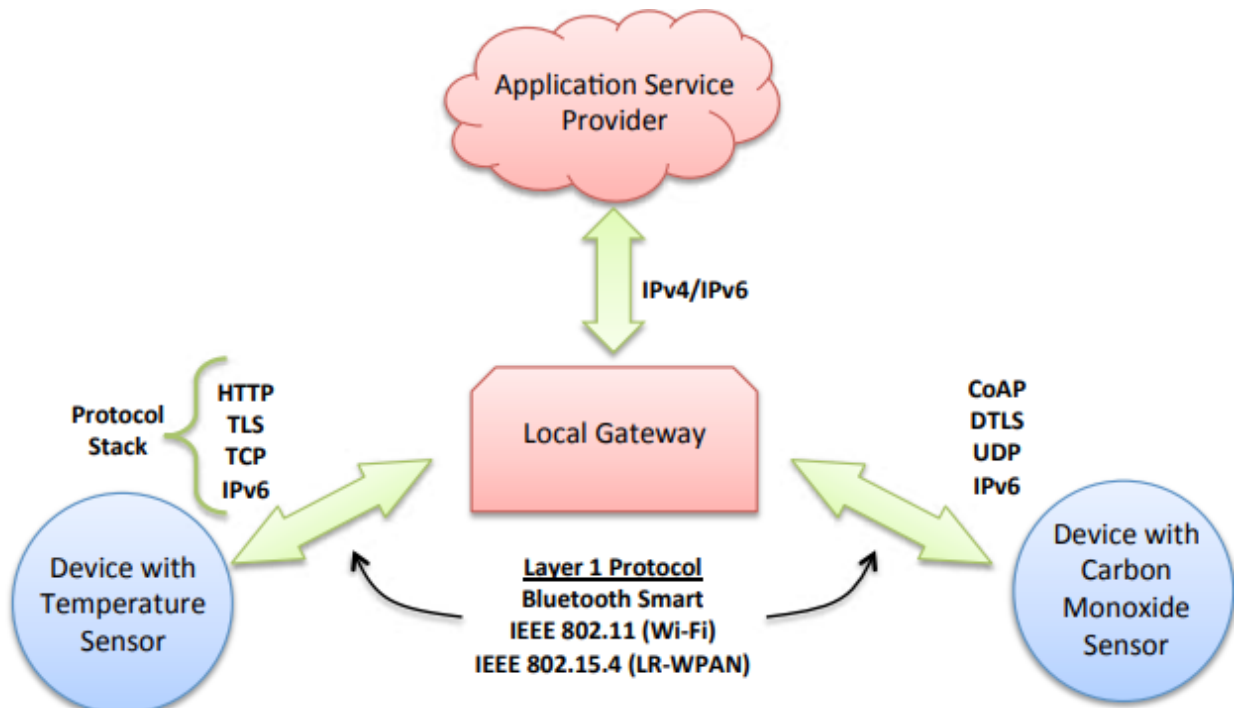 Application Service
Provider
IPv4/IPv6
Protocol
Stack
HTTP
TLS
TCP
IPv6
Local Gateway
CoAP
DTLS
UDP
IPv6
Device with
Temperature
Sensor
Layer 1 Protocol
Bluetooth Smart
IEEE 802.11 (Wi-Fi)
IEEE 802.15.4 (LR-WPAN)
Device with
Carbon
Monoxide
Sensor